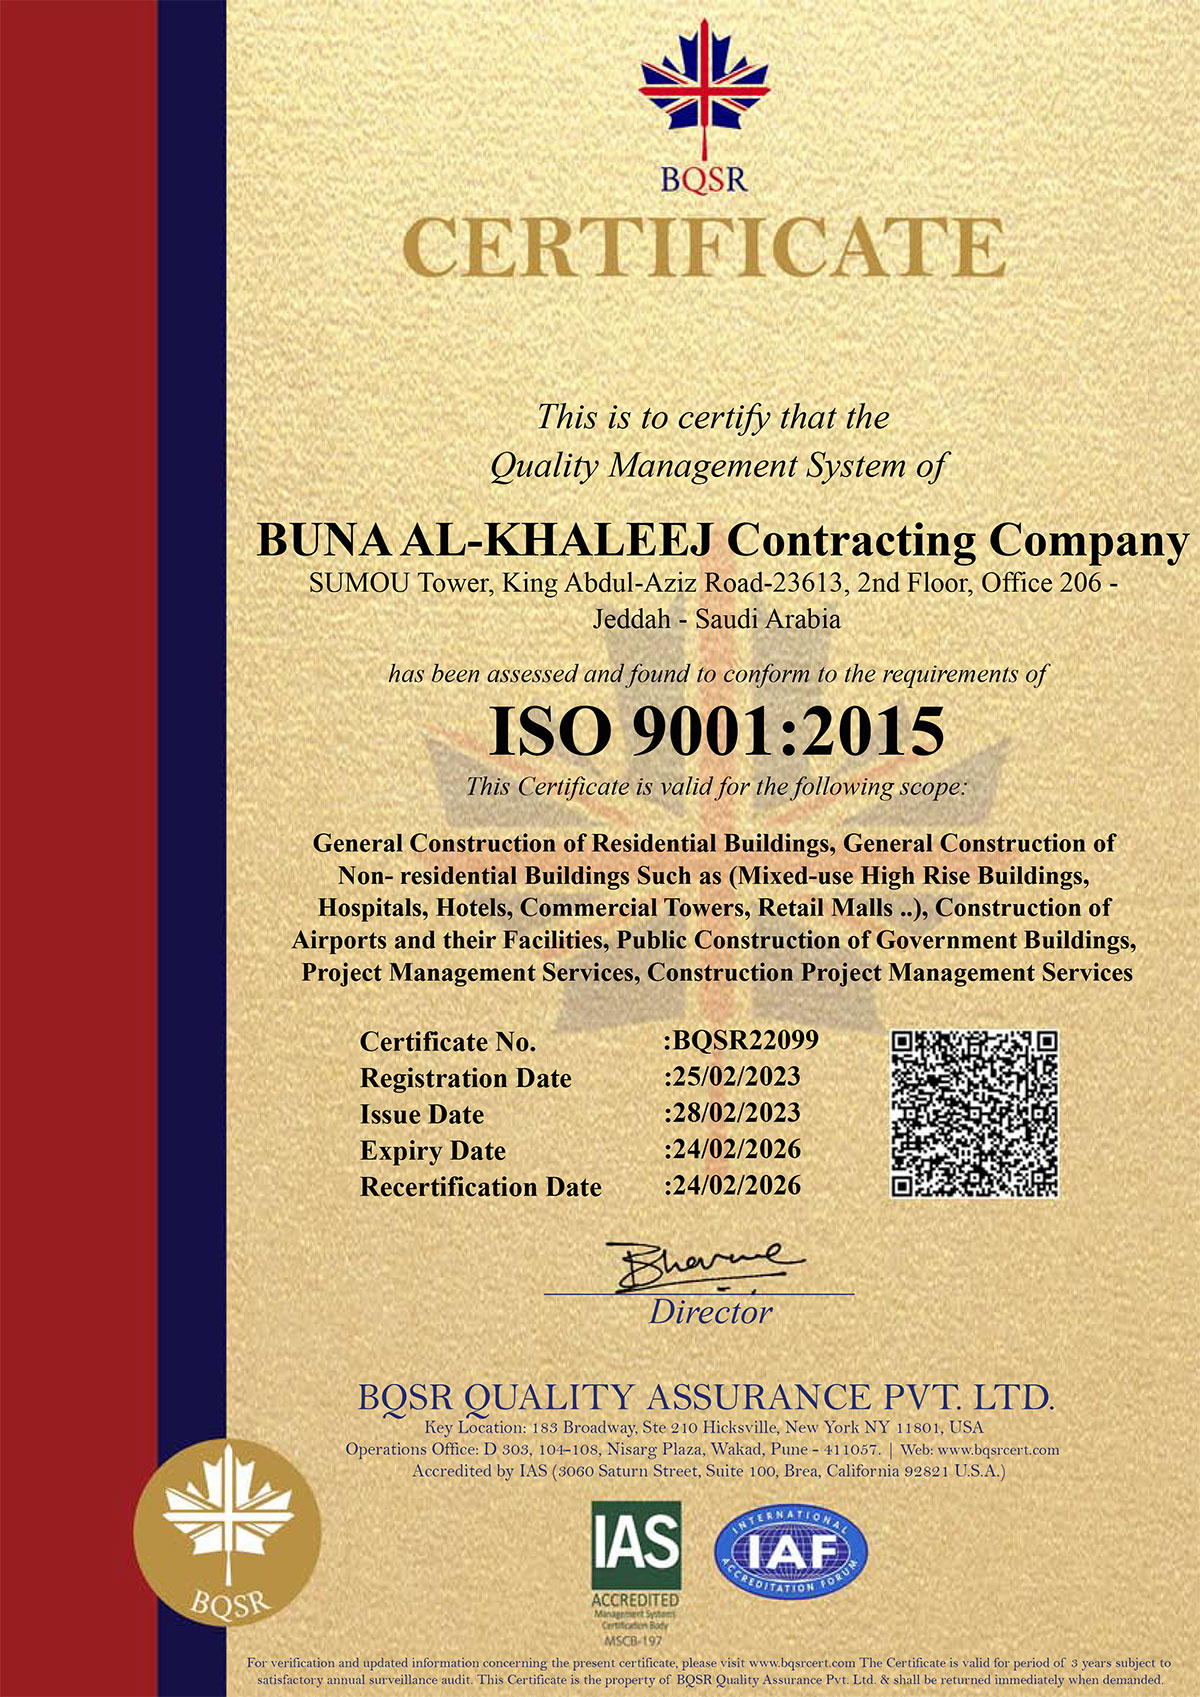 BQSR
CERTIFICATE
This is to certify that the
Quality Management System of
BUNA AL-KHALEEJ Contracting Company
SUMOU Tower, King Abdul-Aziz Road-23613, 2nd Floor, Office 206 -
Jeddah - Saudi Arabia
has been assessed and found to conform to the requirements of
ISO 9001:2015
This Certificate is valid for the following scope:
General Construction of Residential Buildings, General Construction of
Non- residential Buildings Such as (Mixed-use High Rise Buildings,
Hospitals, Hotels, Commercial Towers, Retail Malls ..), Construction of
Airports and their Facilities, Public Construction of Government Buildings,
Project Management Services, Construction Project Management Services
Certificate No. :BQSR22099
Registration Date :25/02/2023
Issue Date :28/02/2023
Expiry Date :24/02/2026
Recertification Date :24/02/2026
Director
BQSR QUALITY ASSURANCE PVT. LTD.
Key Location: 183 Broadway, Ste 210 Hicksville, New York NY 11801, USA
Operations Office: D 303, 104-108, Nisarg Plaza, Wakad, Pune - 411057. | Web: www.bqsrcert.com
Accredited by IAS (3060 Saturn Street, Suite 100, Brea, California 92821 U.S.A.)
IAS
ACCREDITED
Management Systems
Certification Body
MSCB-197
INTERNATIONAL
IAF
ACCREDITATION FORUM
BQSR
For verification and updated information concerning the present certificate, please visit www.bqsrcert.com The Certificate is valid for period of 3 years subject to
satisfactory annual surveillance audit. This Certificate is the property of BQSR Quality Assurance Pvt. Ltd. & shall be returned immediately when demanded.